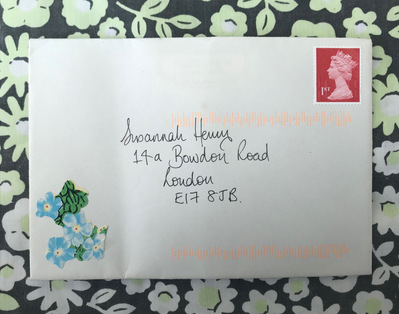 1ST
Susannah Henry
14a Bowdon Road
London
E17 8JB.